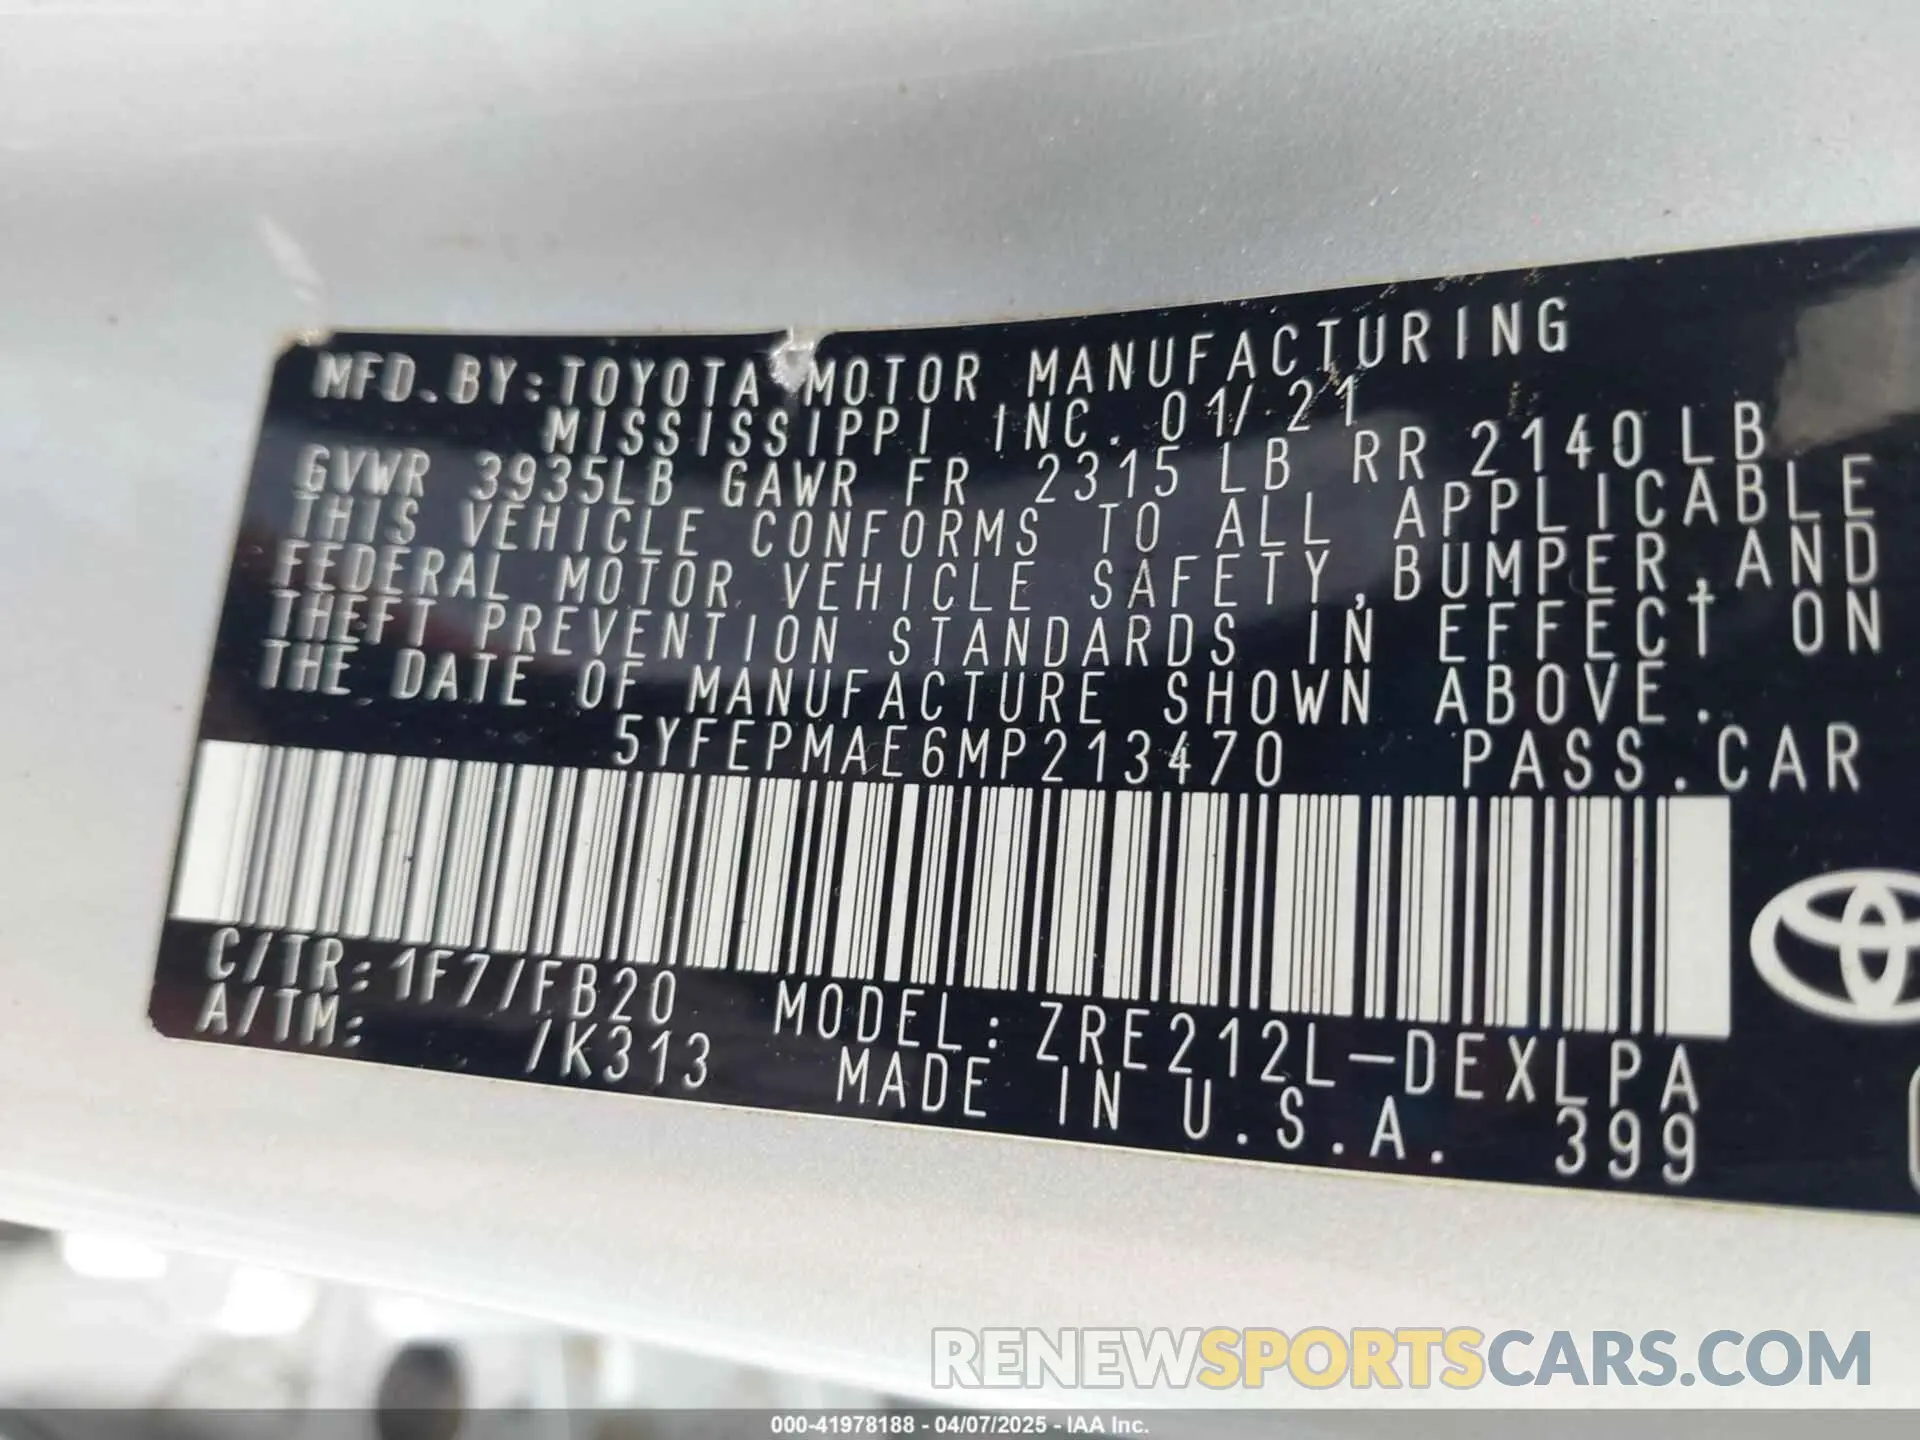 MFD.BY:TOYOTA MOTOR MANUFACTURING
MISSISSIPPI INC. 01/21
GVWR 3935LB GAWR FR 2315LB RR 2140LB
THIS VEHICLE CONFORMS TO ALL APPLICABLE
FEDERAL MOTOR VEHICLE SAFETY,BUMPER,AND
THEFT PREVENTION STANDARDS IN EFFECT ON
THE DATE OF MANUFACTURE SHOWN ABOVE.
5YFEPMAE6MP213470 PASS.CAR
C/TR:1F7/FB20 MODEL:ZRE212L-DEXLPA
A/TM: /K313 MADE IN U.S.A. 399
RENEWSPORTSCARS.COM
000-41978188 - 04/07/2025 - IAA Inc.